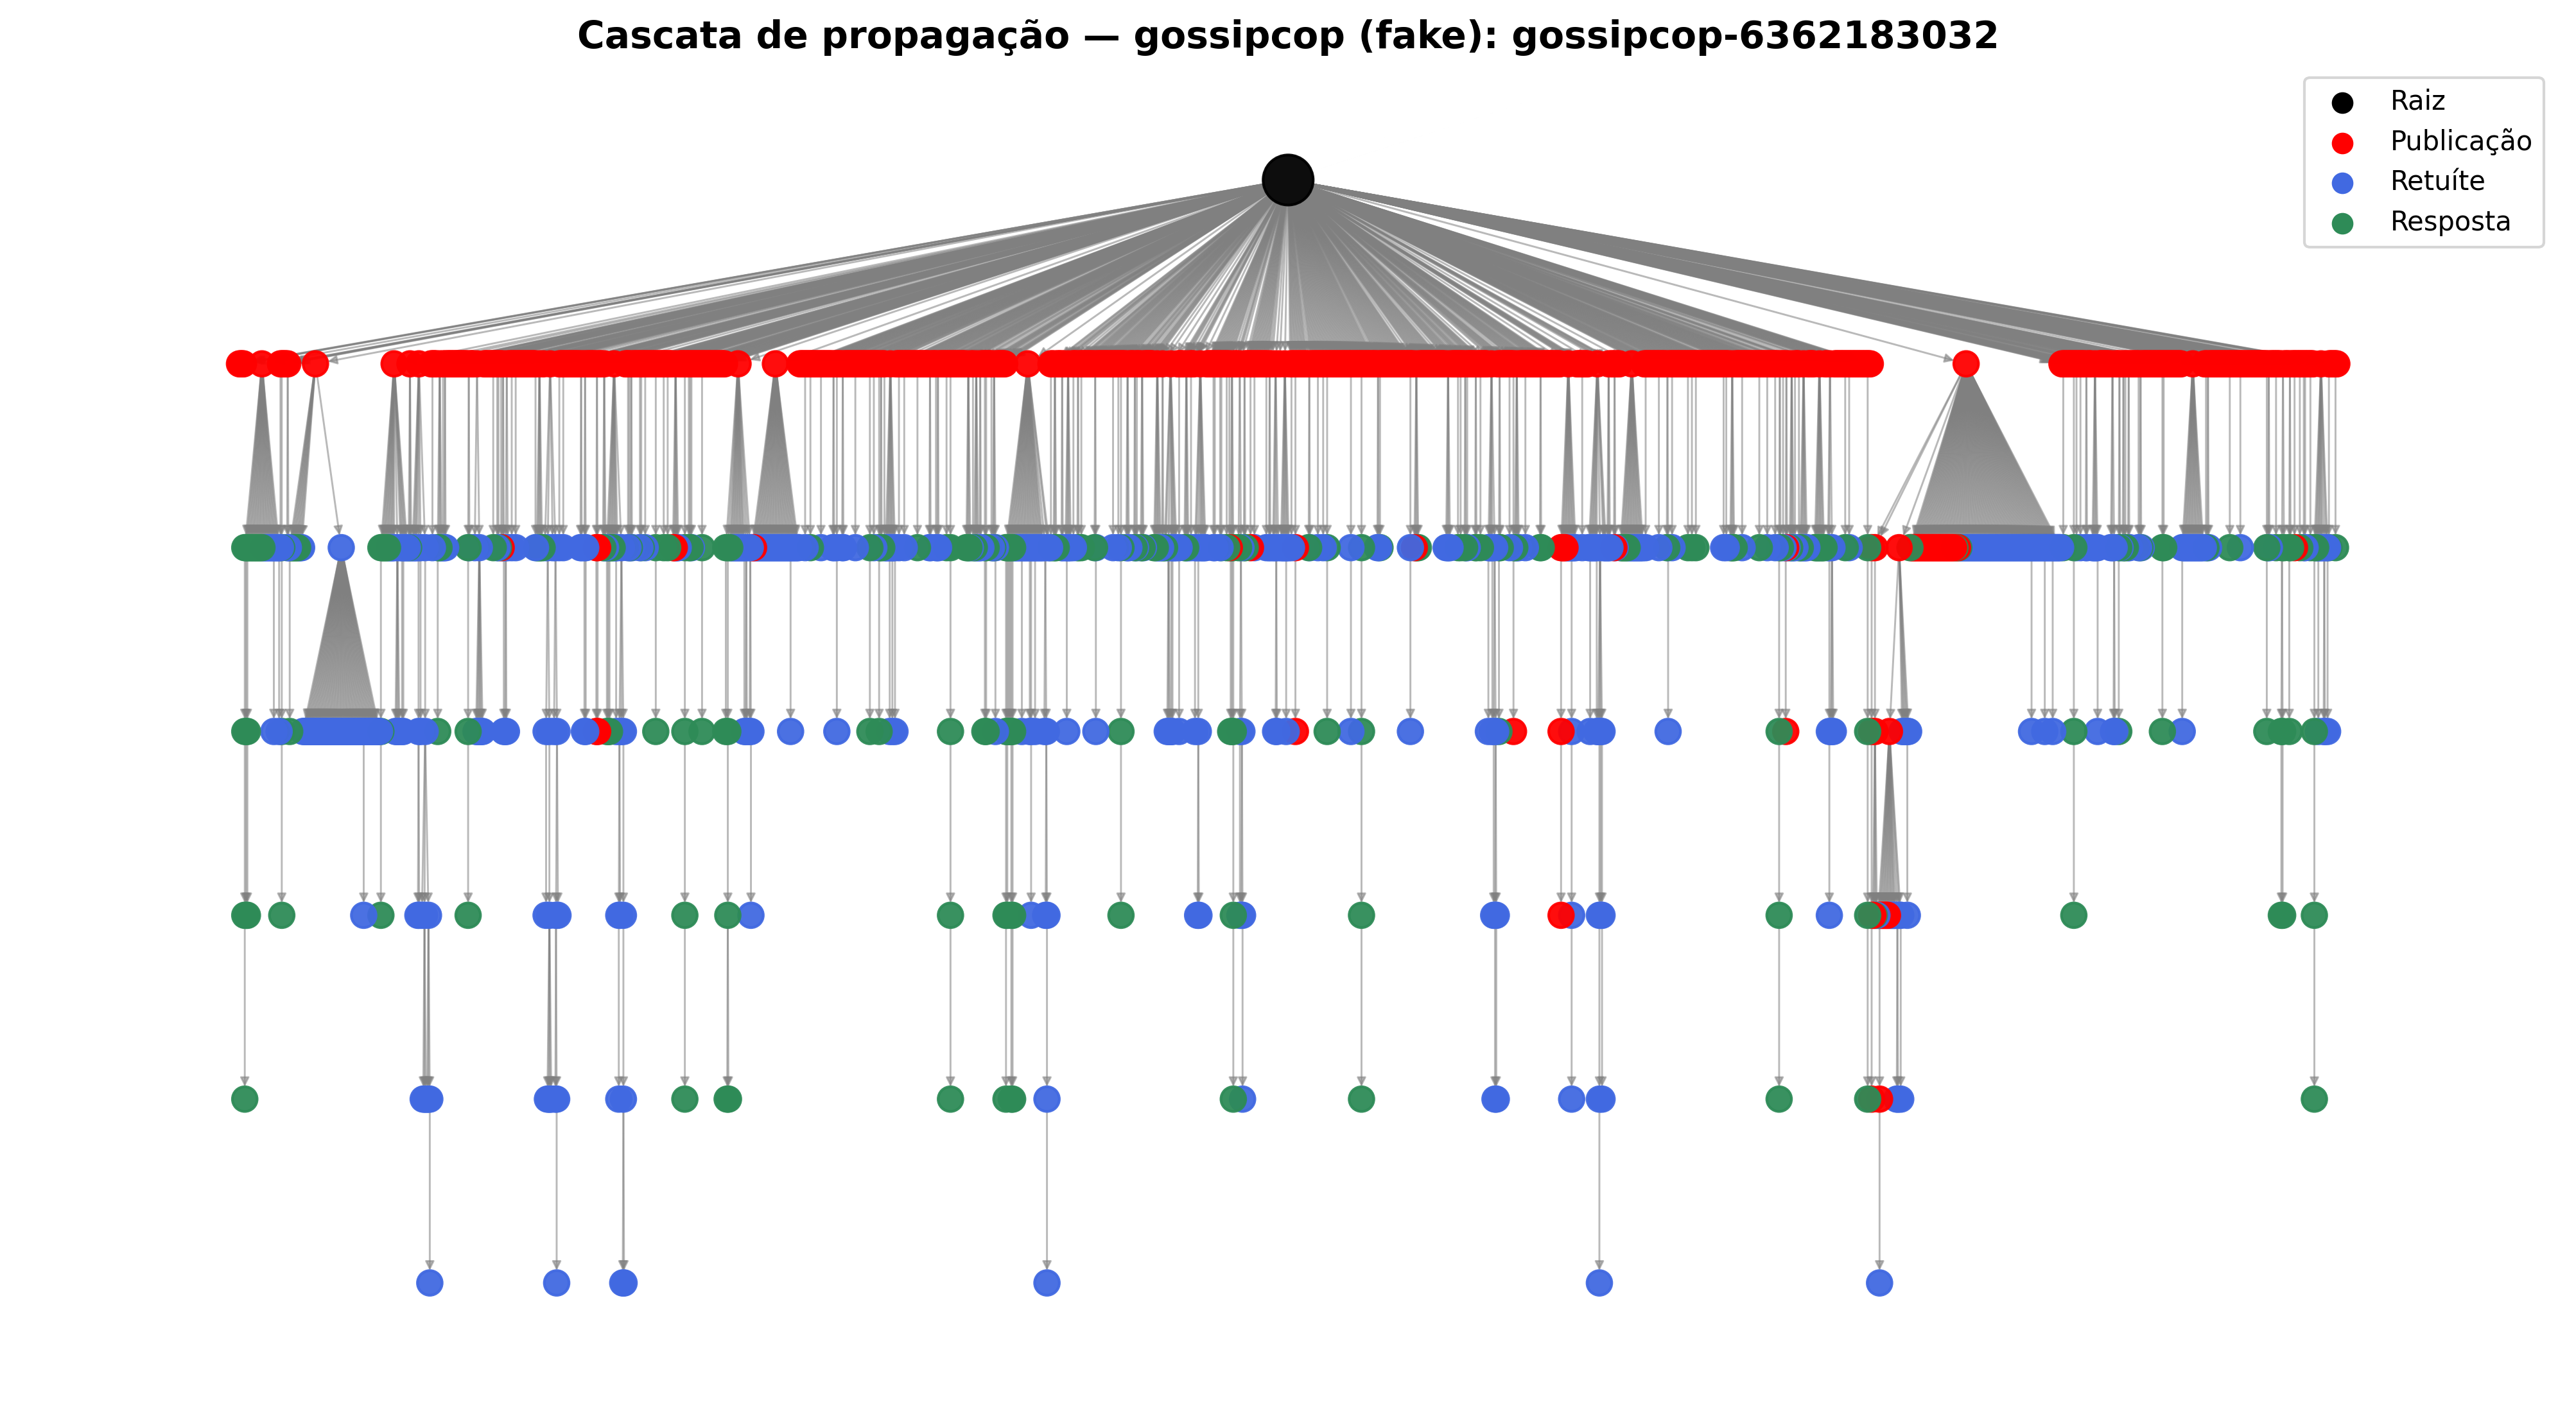 Cascata de propagação — gossipcop (fake): gossipcop-6362183032
Raiz
Publicação
Retuíte
Resposta